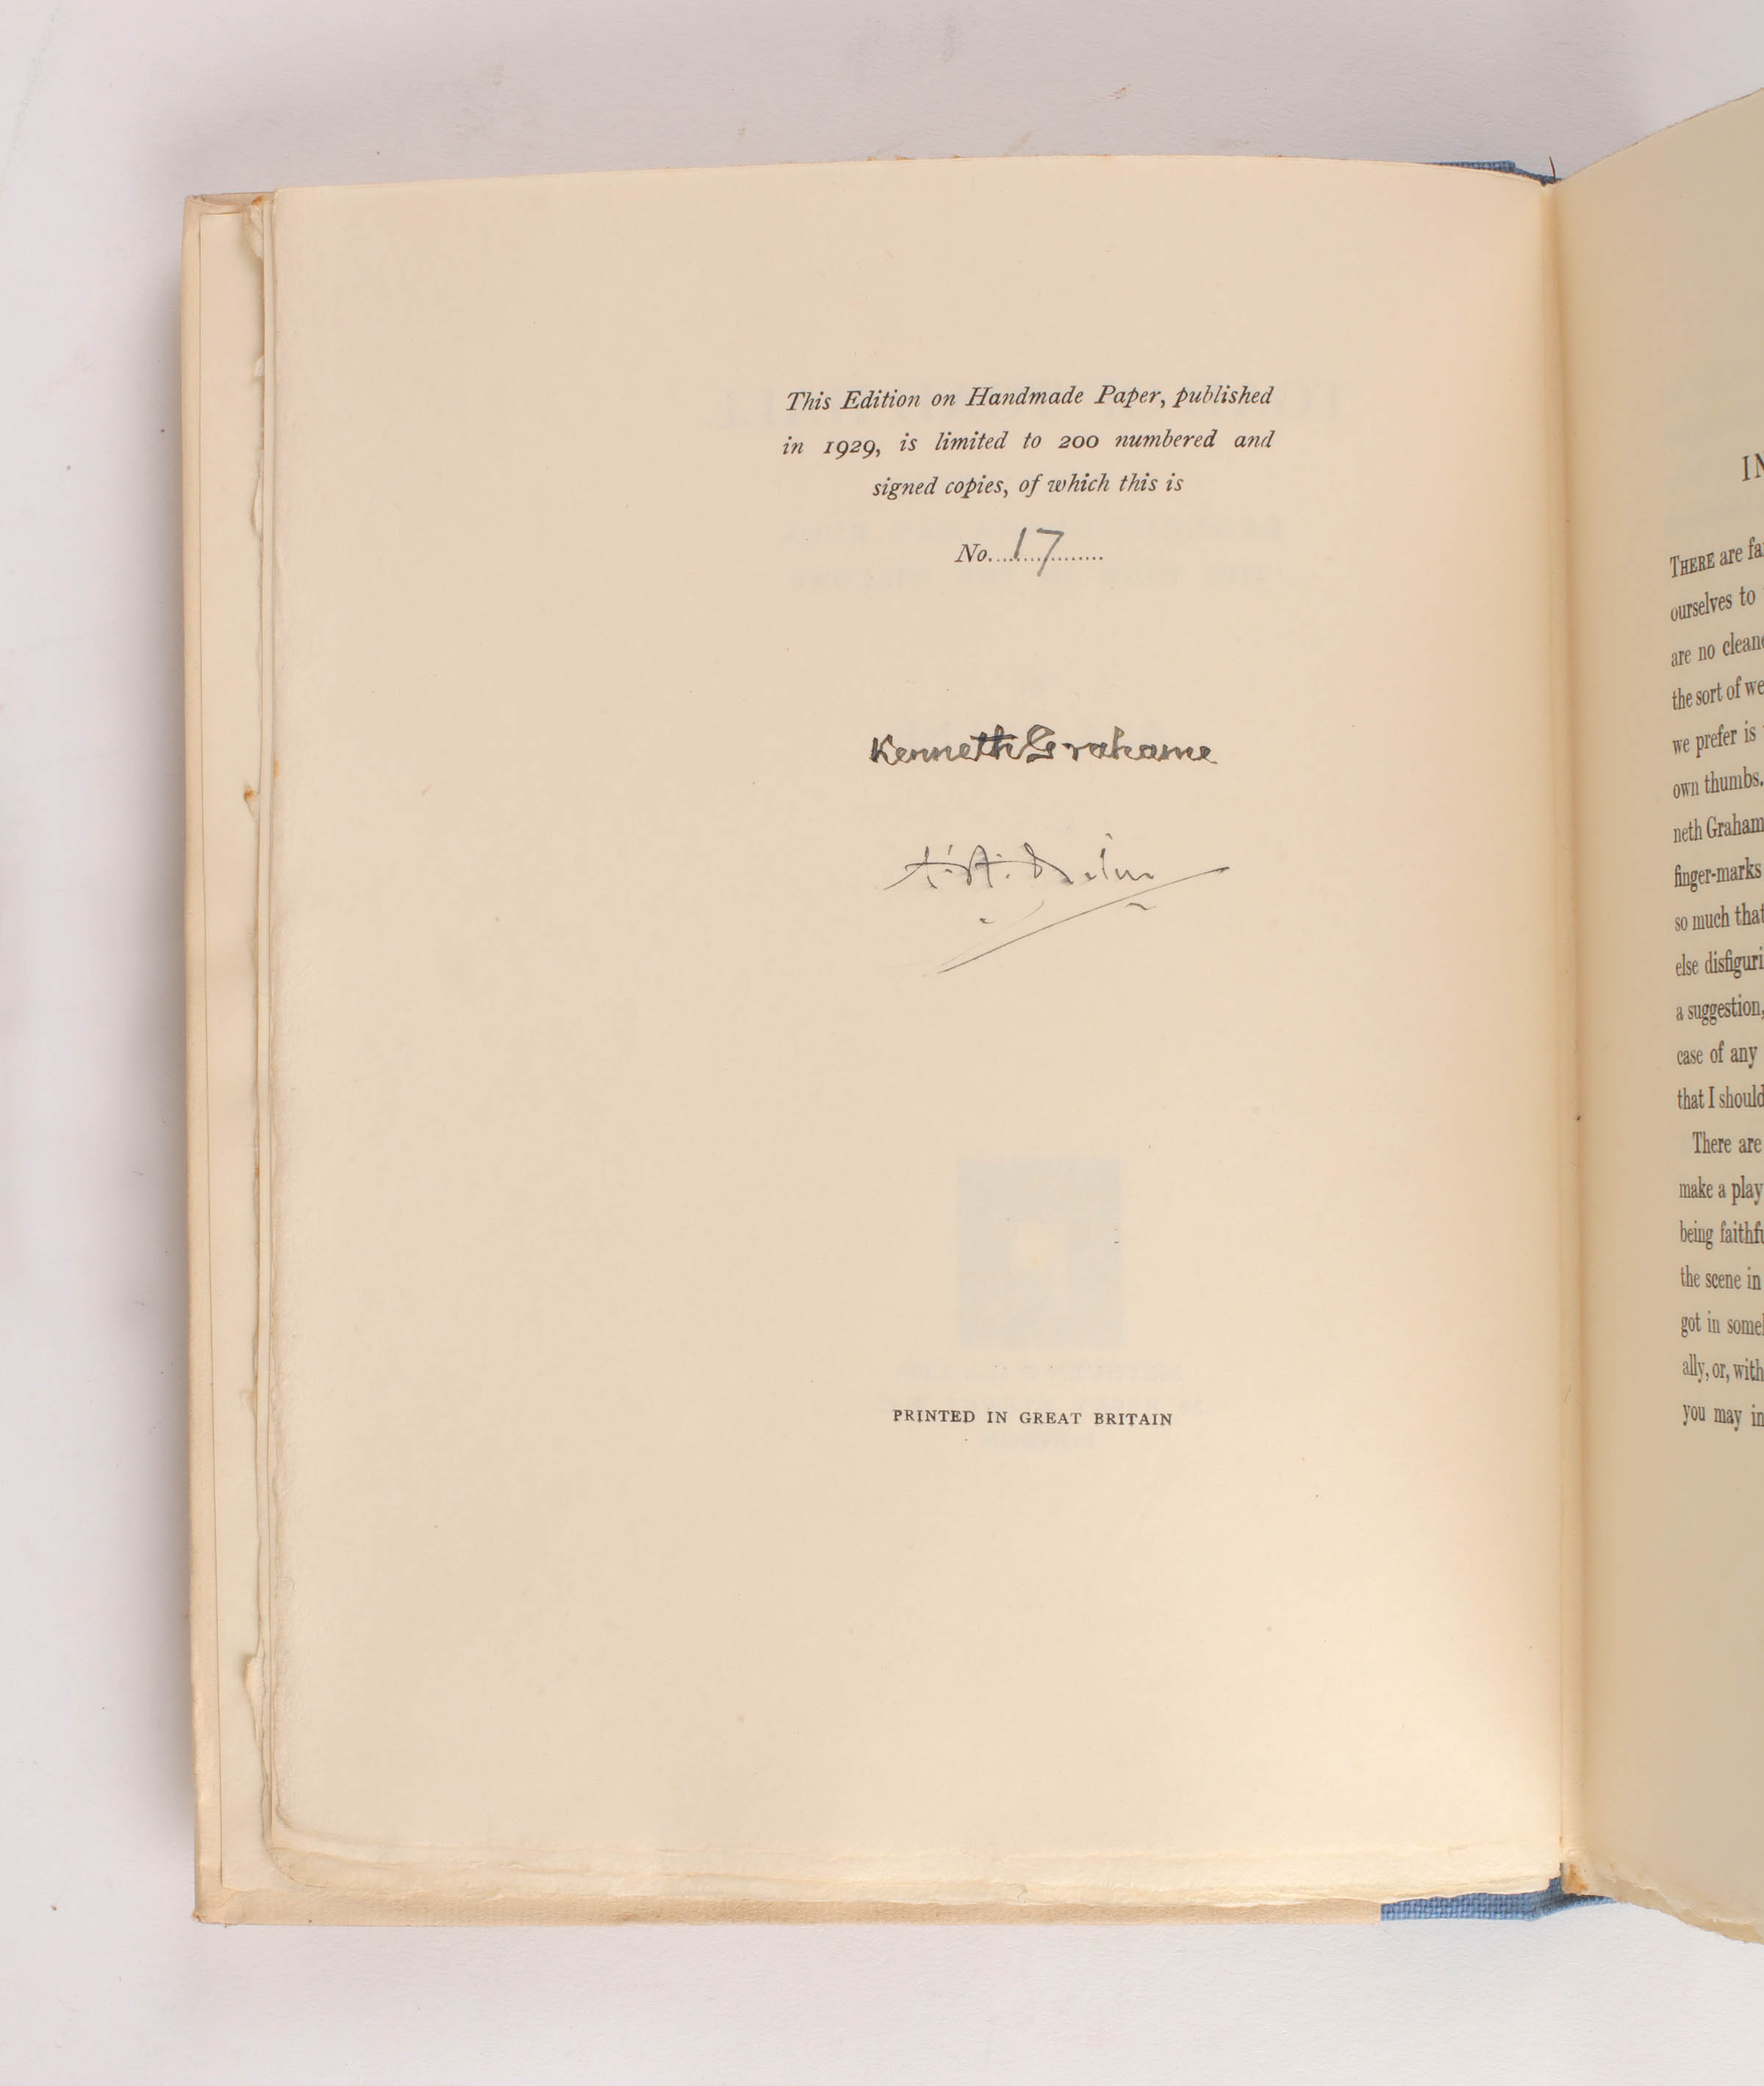 This Edition on Handmade Paper, published
in 1929, is limited to 200 numbered and
signed copies, of which this is
No. 17
Kenneth Grahame
A. A. Milne
PRINTED IN GREAT BRITAIN
IN
THERE are
ourselves to
are no
the sort of we
we prefer is
own thumbs.
neth Graham
finger-marks
so much that
else disfiguri
a suggestion,
case of any
that I should
There are
make a play
being faithfu
the scene in
got in some
ally, or, with
you may in